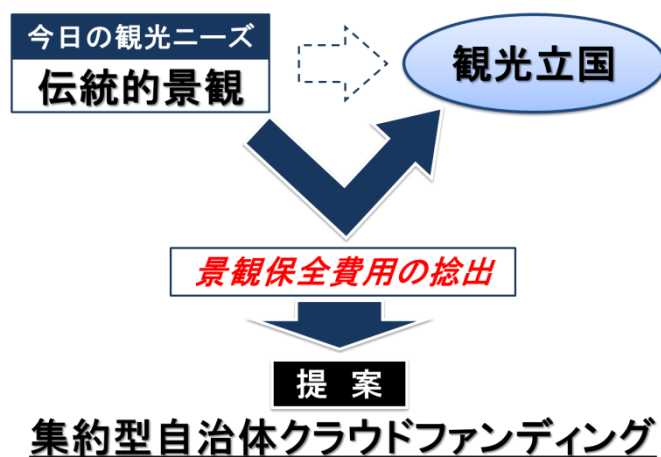 今日の観光ニーズ
伝統的景観
観光立国
景観保全費用の捻出
提 案
集約型自治体クラウドファンディング